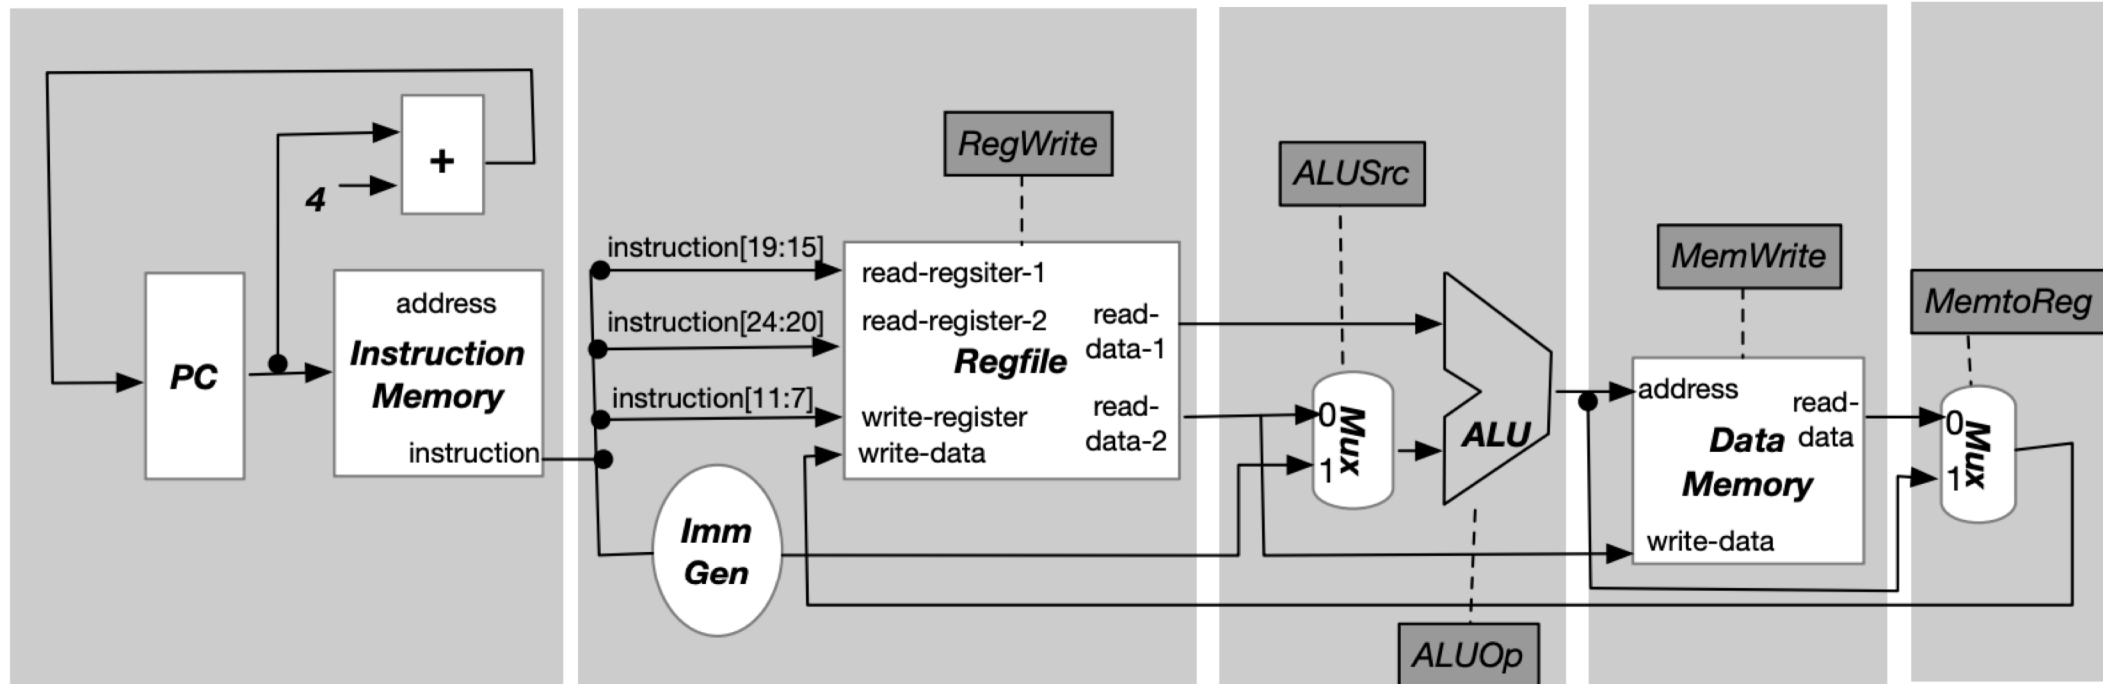 +
4
PC
address
Instruction
Memory
instruction
RegWrite
instruction[19:15]
instruction[24:20]
instruction[11:7]
read-regsiter-1
read-register-2
Regfile
write-register
write-data
read-
data-1
read-
data-2
Imm
Gen
ALUSrc
0
1
Mux
ALU
ALUOp
MemWrite
address
read-
data
Data
Memory
write-data
MemtoReg
0
1
Mux